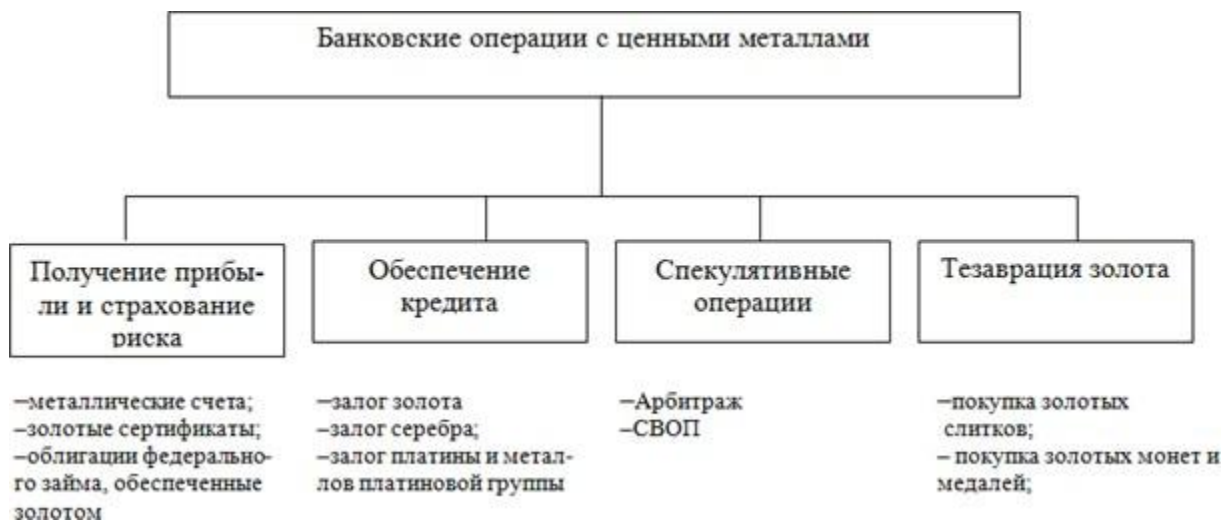 Банковские операции с ценными металлами
Получение прибы-
ли и страхование
риска
Обеспечение
кредита
Спекулятивные
операции
Тезаврация золота
–металлические счета;
–золотые сертификаты;
–облигации федерально-
го займа, обеспеченные
золотом
–залог золота
–залог серебра;
–залог платины и метал-
лов платиновой группы
–Арбитраж
–СВОП
–покупка золотых
слитков;
– покупка золотых монет и
медалей;